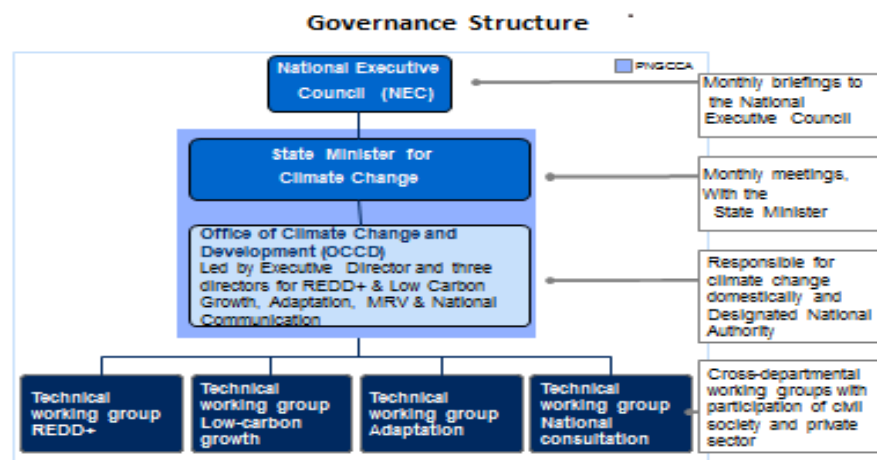 Governance Structure
National Executive
Council (NEC)
PNGCCA
Monthly briefings to
the National
Executive Council
State Minister for
Climate Change
Monthly meetings,
With the
State Minister
Office of Climate Change and
Development (OCCD)
Led by Executive Director and three
directors for REDD+ & Low Carbon
Growth, Adaptation, MRV & National
Communication
Responsible for
climate change
domestically and
Designated National
Authority
Technical
working group
REDD+
Technical
working group
Low-carbon
growth
Technical
working group
Adaptation
Technical
working group
National
consultation
Cross-departmental
working groups with
participation of civil
society and private
sector